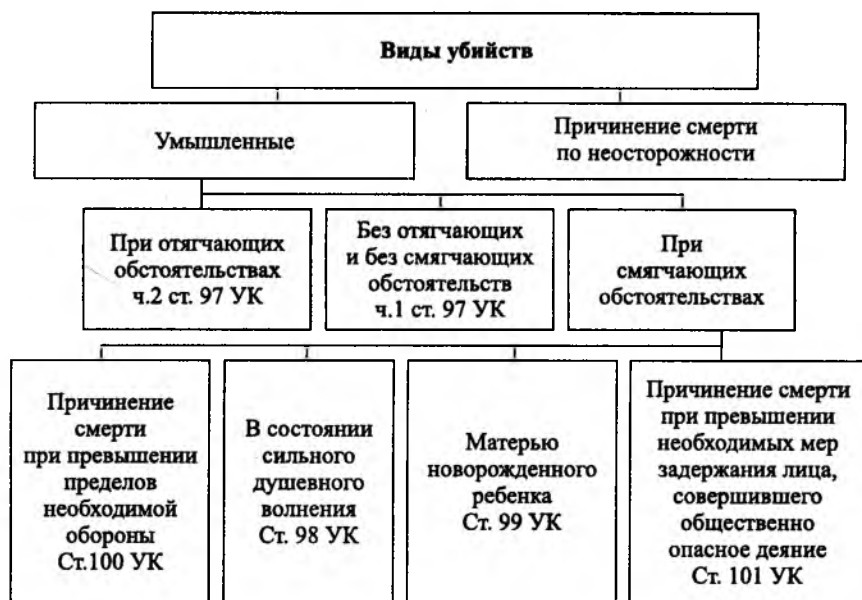 Виды убийств
Умышленные
Причинение смерти
по неосторожности
При отягчающих
обстоятельствах
ч.2 ст. 97 УК
Без отягчающих
и без смягчающих
обстоятельств
ч.1 ст. 97 УК
При
смягчающих
обстоятельствах
Причинение
смерти
при превышении
пределов
необходимой
обороны
Ст.100 УК
В состоянии
сильного
душевного
волнения
Ст. 98 УК
Матерью
новорожденного
ребенка
Ст. 99 УК
Причинение смерти
при превышении
необходимых мер
задержания лица,
совершившего
общественно
опасное деяние
Ст. 101 УК